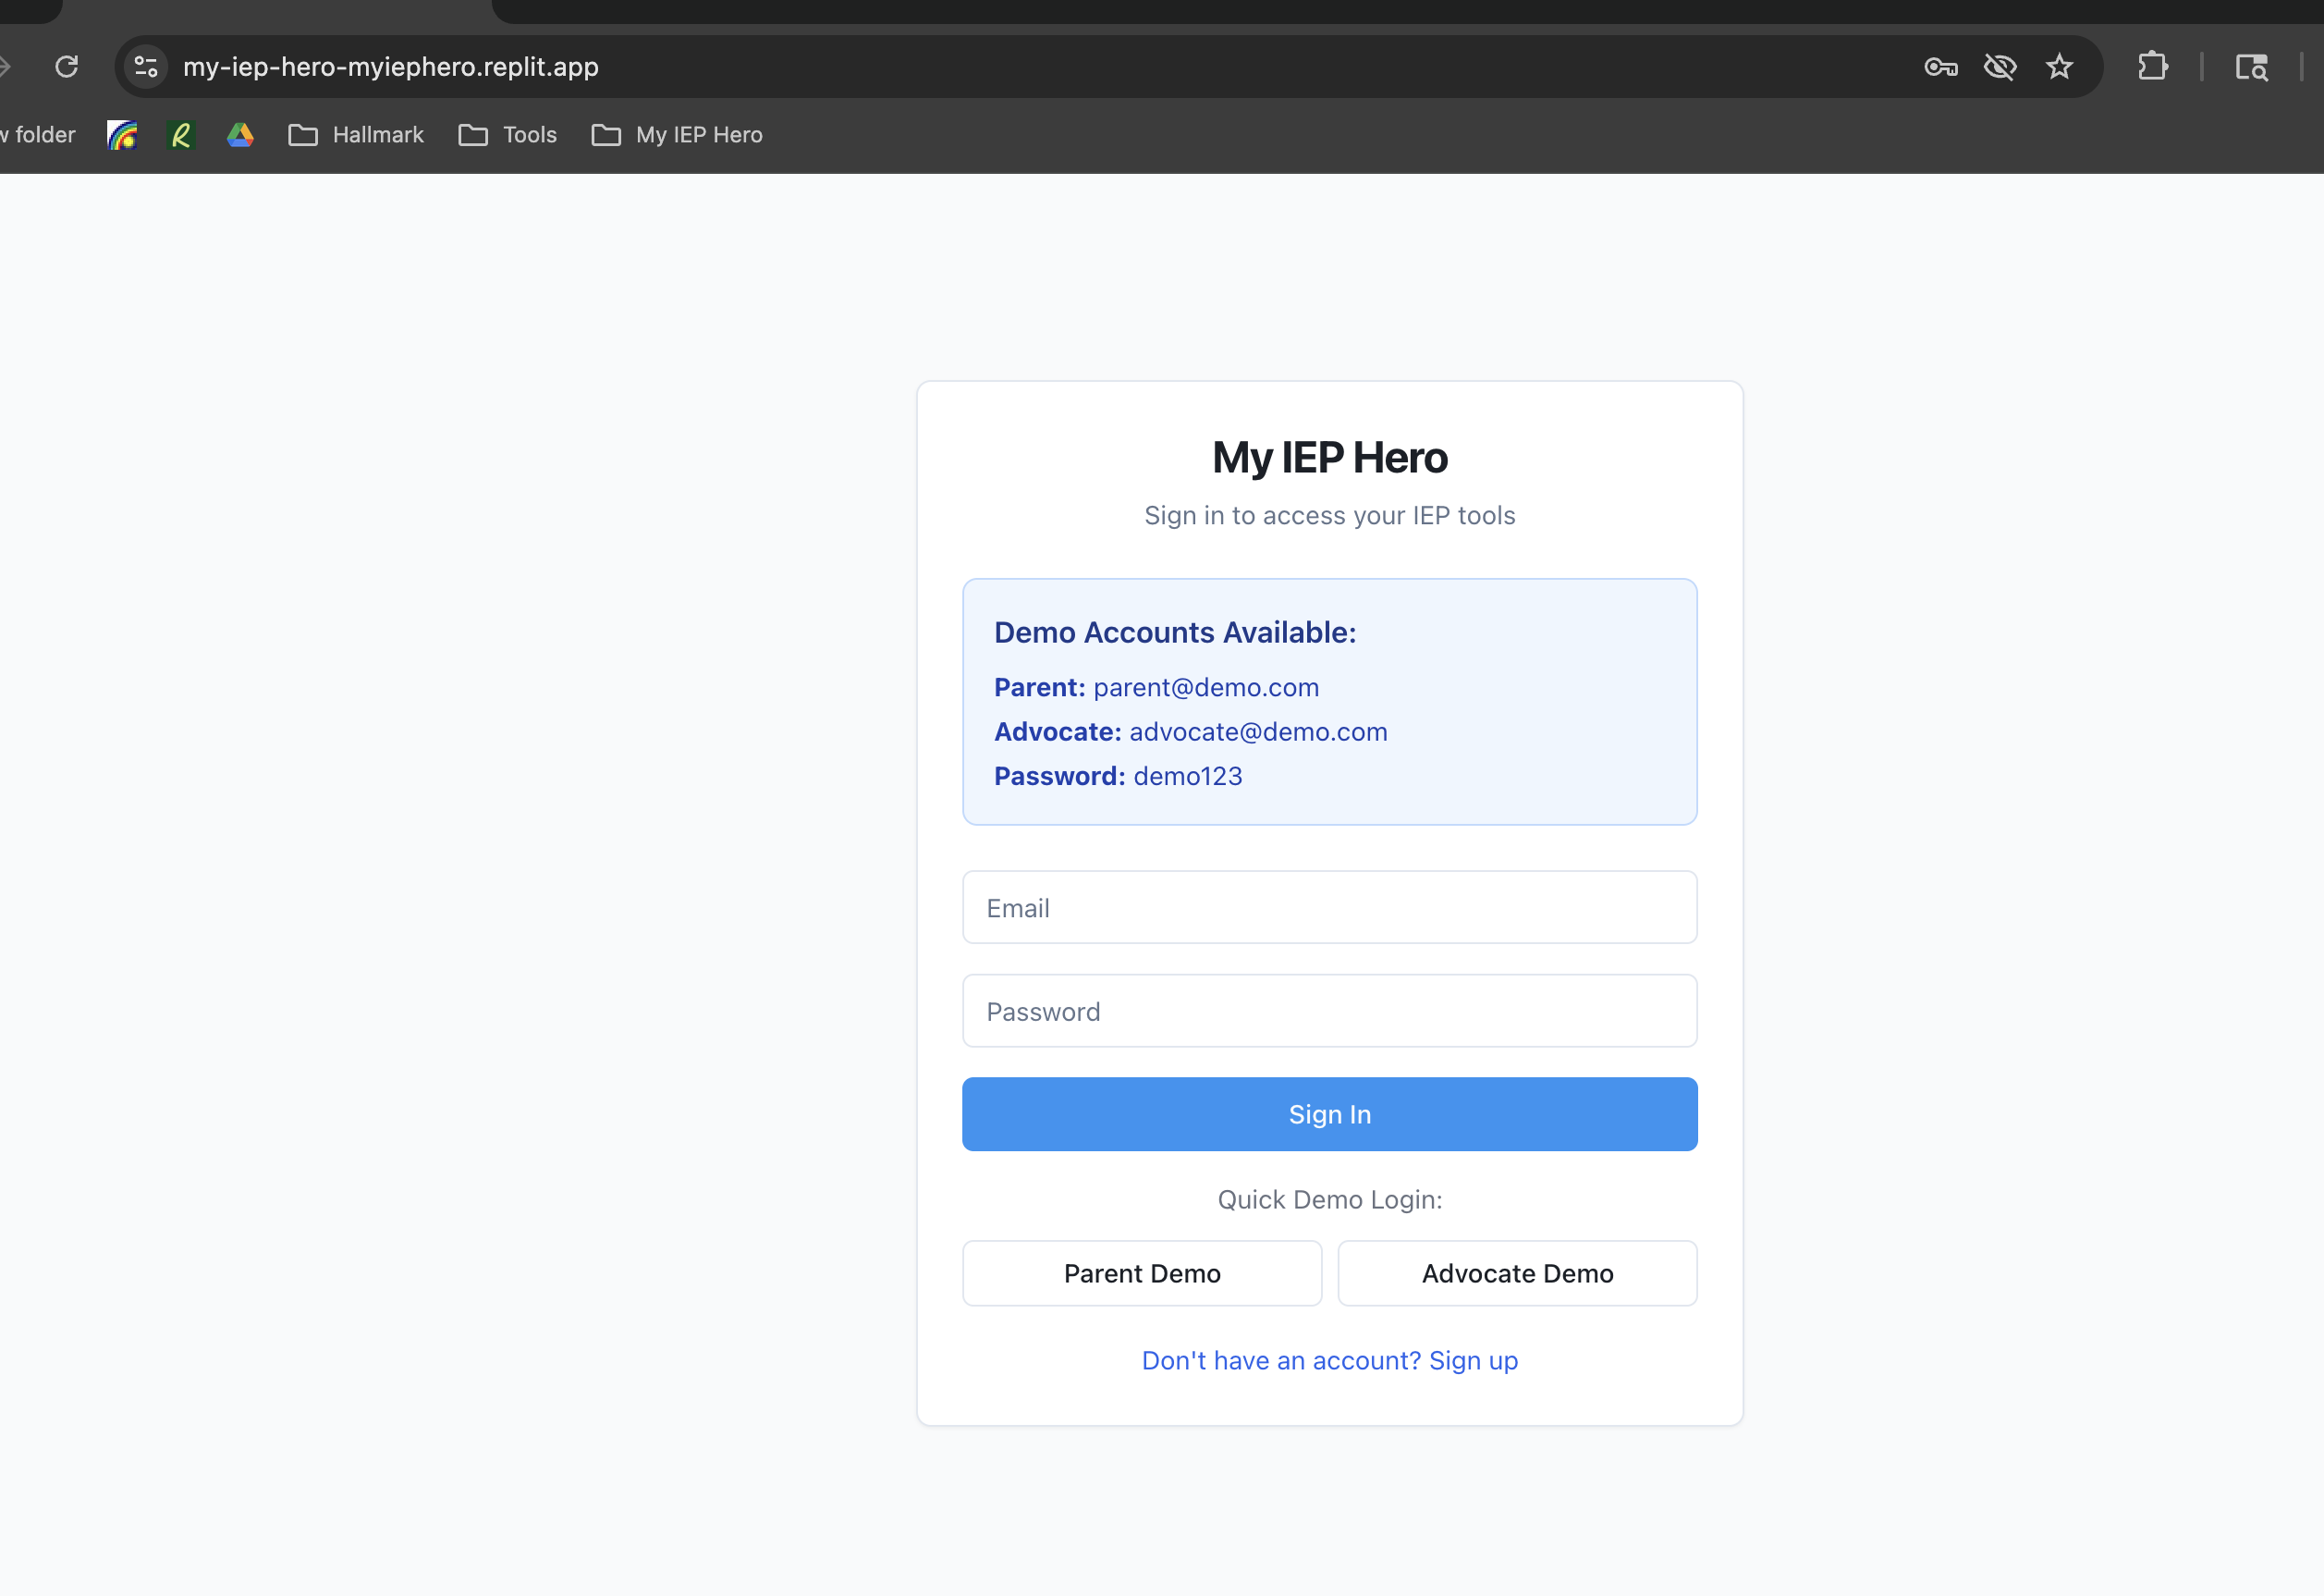 my-iep-hero-myiephero.replit.app
folder
Hallmark
Tools
My IEP Hero
My IEP Hero
Sign in to access your IEP tools
Demo Accounts Available:
Parent: parent@demo.com
Advocate: advocate@demo.com
Password: demo123
Email
Password
Sign In
Quick Demo Login:
Parent Demo
Advocate Demo
Don't have an account? Sign up